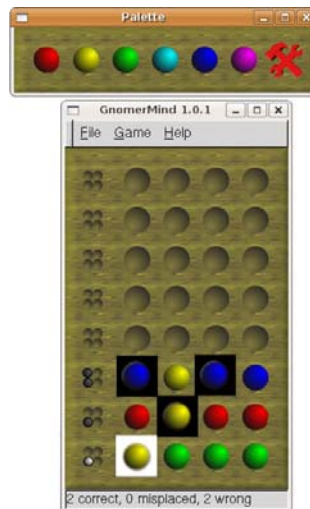 Palette
GnomerMind 1.0.1
File Game Help
2 correct, 0 misplaced, 2 wrong